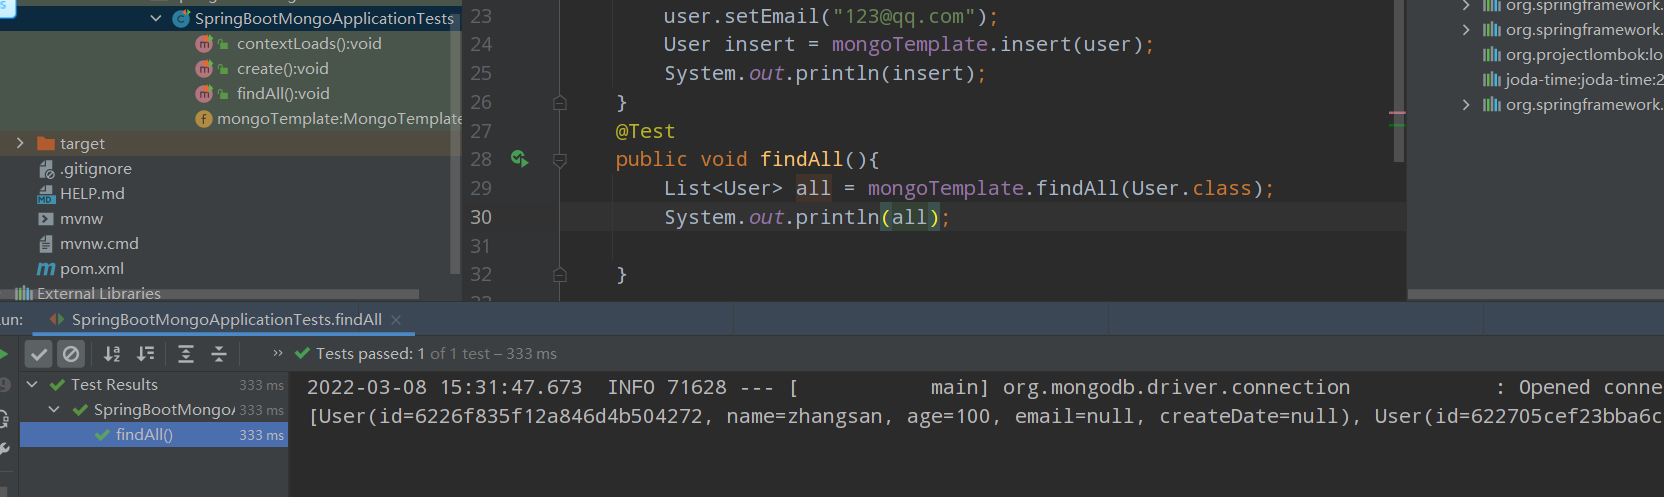 SpringBootMongoApplicationTests
contextLoads():void
create():void
findAll():void
mongoTemplate:MongoTemplate
target
.gitignore
HELP.md
mvnw
mvnw.cmd
pom.xml
External Libraries
23 user.setEmail("123@qq.com");
24 User insert = mongoTemplate.insert(user);
25 System.out.println(insert);
26 }
27 @Test
28 public void findAll(){
29 List<User> all = mongoTemplate.findAll(User.class);
30 System.out.println(all);
31
32 }
org.springframework.
org.springframework.
org.projectlombok:lo
joda-time:joda-time:2
org.springframework.
un: SpringBootMongoApplicationTests.findAll
Tests passed: 1 of 1 test – 333 ms
Test Results 333 ms
SpringBootMongoA 333 ms
findAll() 333 ms
2022-03-08 15:31:47.673 INFO 71628 --- [ main] org.mongodb.driver.connection : Opened conne
[User(id=6226f835f12a846d4b504272, name=zhangsan, age=100, email=null, createDate=null), User(id=622705cef23bba6c